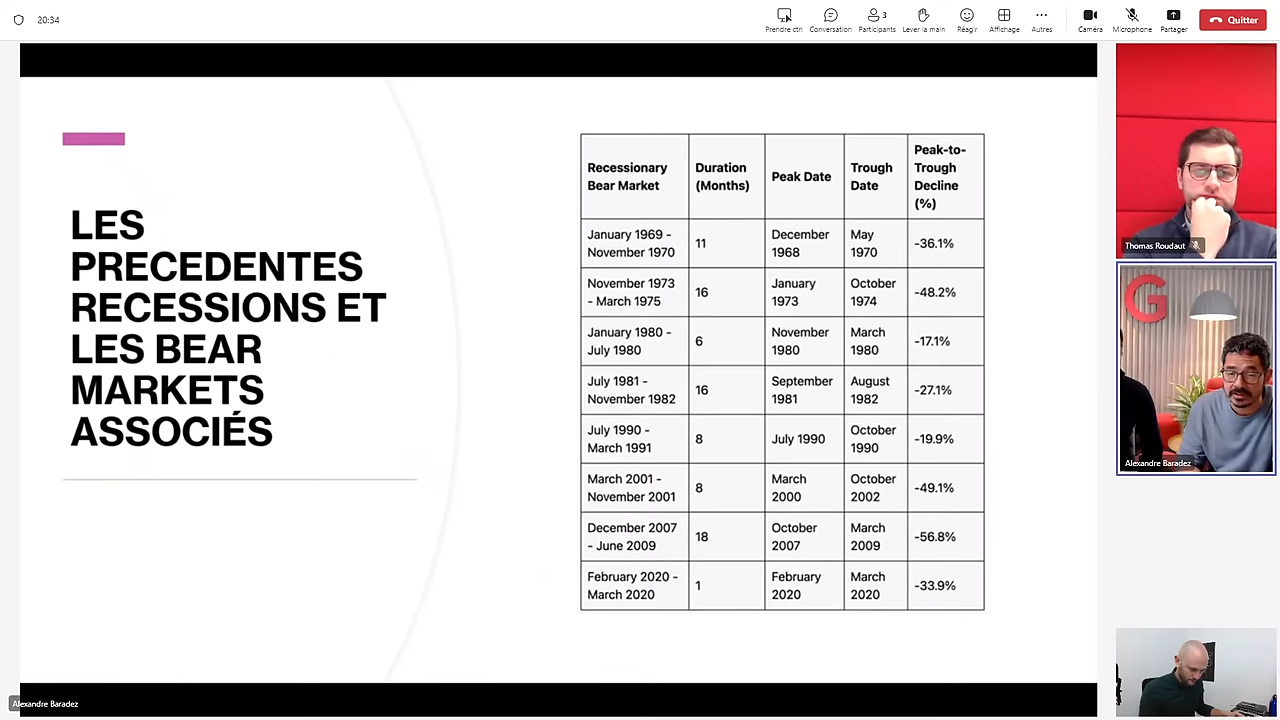 20:34
Prendre ctrl
Conversation
3
Participants
Lever la main
Réagir
Affichage
Autres
Caméra
Microphone
Partager
Quitter
LES
PRECEDENTES
RECESSIONS ET
LES BEAR
MARKETS
ASSOCIÉS
Recessionary Bear Market | Duration (Months) | Peak Date | Trough Date | Peak-to-Trough Decline (%)
January 1969 - November 1970 | 11 | December 1968 | May 1970 | -36.1%
November 1973 - March 1975 | 16 | January 1973 | October 1974 | -48.2%
January 1980 - July 1980 | 6 | November 1980 | March 1980 | -17.1%
July 1981 - November 1982 | 16 | September 1981 | August 1982 | -27.1%
July 1990 - March 1991 | 8 | July 1990 | October 1990 | -19.9%
March 2001 - November 2001 | 8 | March 2000 | October 2002 | -49.1%
December 2007 - June 2009 | 18 | October 2007 | March 2009 | -56.8%
February 2020 - March 2020 | 1 | February 2020 | March 2020 | -33.9%
Thomas Roudaut
G
Alexandre Baradez
Alexandre Baradez